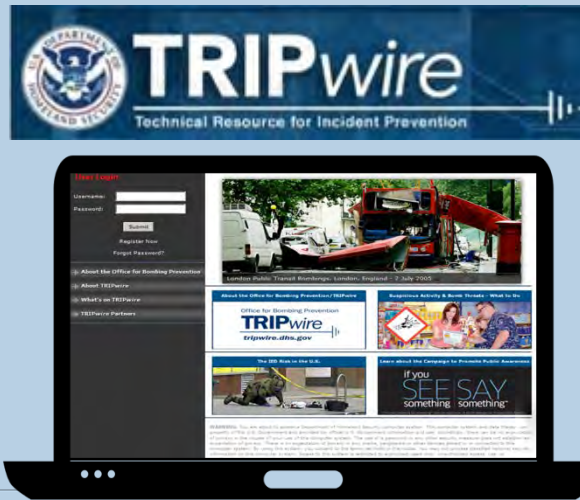 U.S. DEPARTMENT OF
HOMELAND SECURITY
TRIPwire
Technical Resource for Incident Prevention
User Login
Username:
Password:
Submit
Register Now
Forgot Password?
About the Office for Bombing Prevention
About TRIPwire
What's on TRIPwire
TRIPwire Partners
London Public Transit Bombings: London, England - 7 July 2005
About the Office for Bombing Prevention/TRIPwire
Suspicious Activity & Bomb Threats - What to Do
Office for Bombing Prevention
TRIPwire
tripwire.dhs.gov
The IED Risk in the U.S.
Learn about the Campaign to Promote Public Awareness
if you
SEE SAY
something something